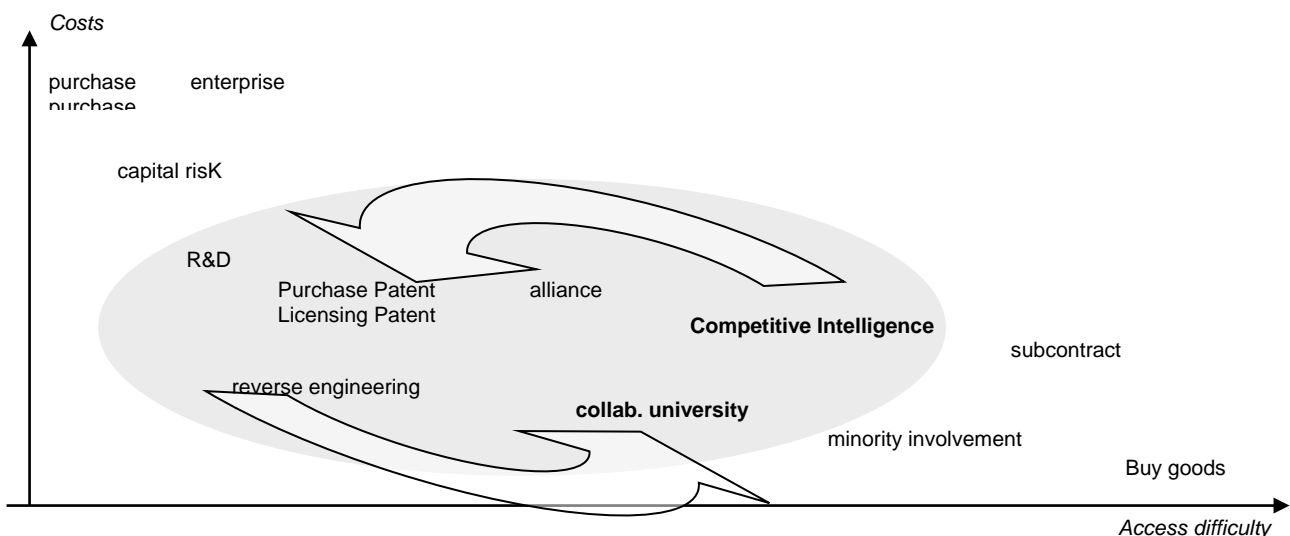 Costs
purchase enterprise
purchase
capital risK
R&D
Purchase Patent
Licensing Patent
alliance
Competitive Intelligence
subcontract
reverse engineering
collab. university
minority involvement
Buy goods
Access difficulty